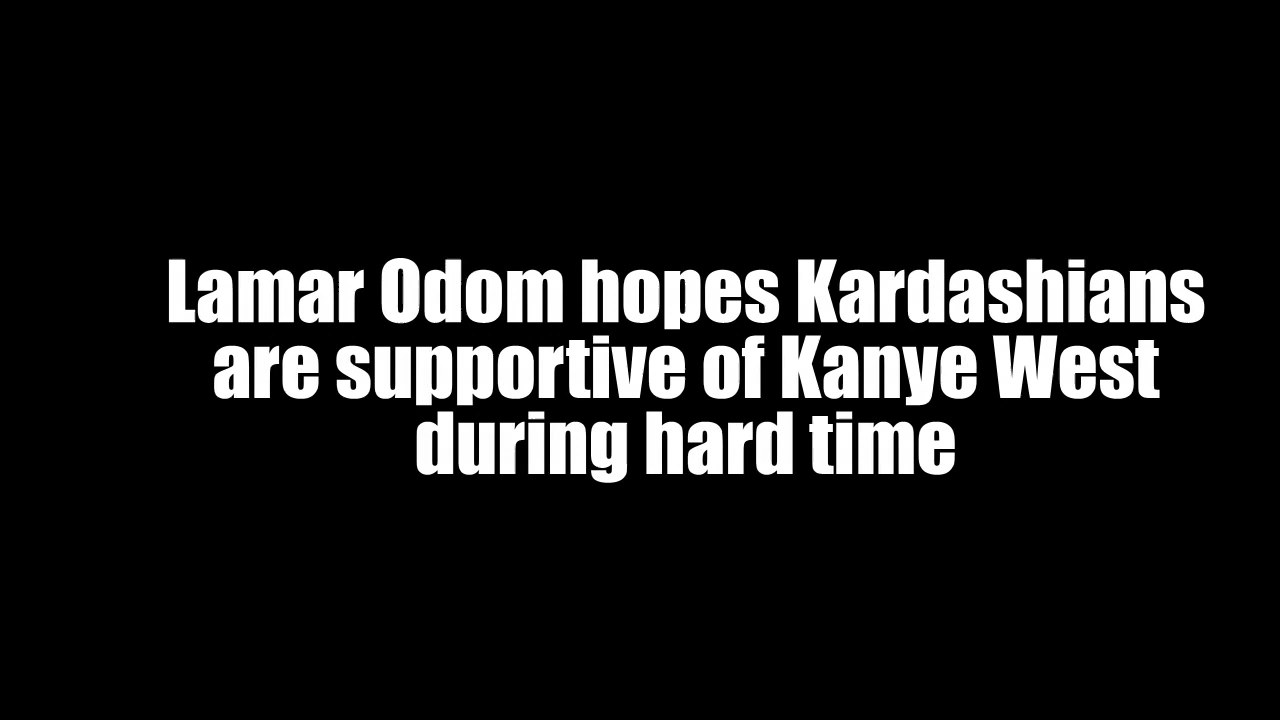 Lamar Odom hopes Kardashians
are supportive of Kanye West
during hard time